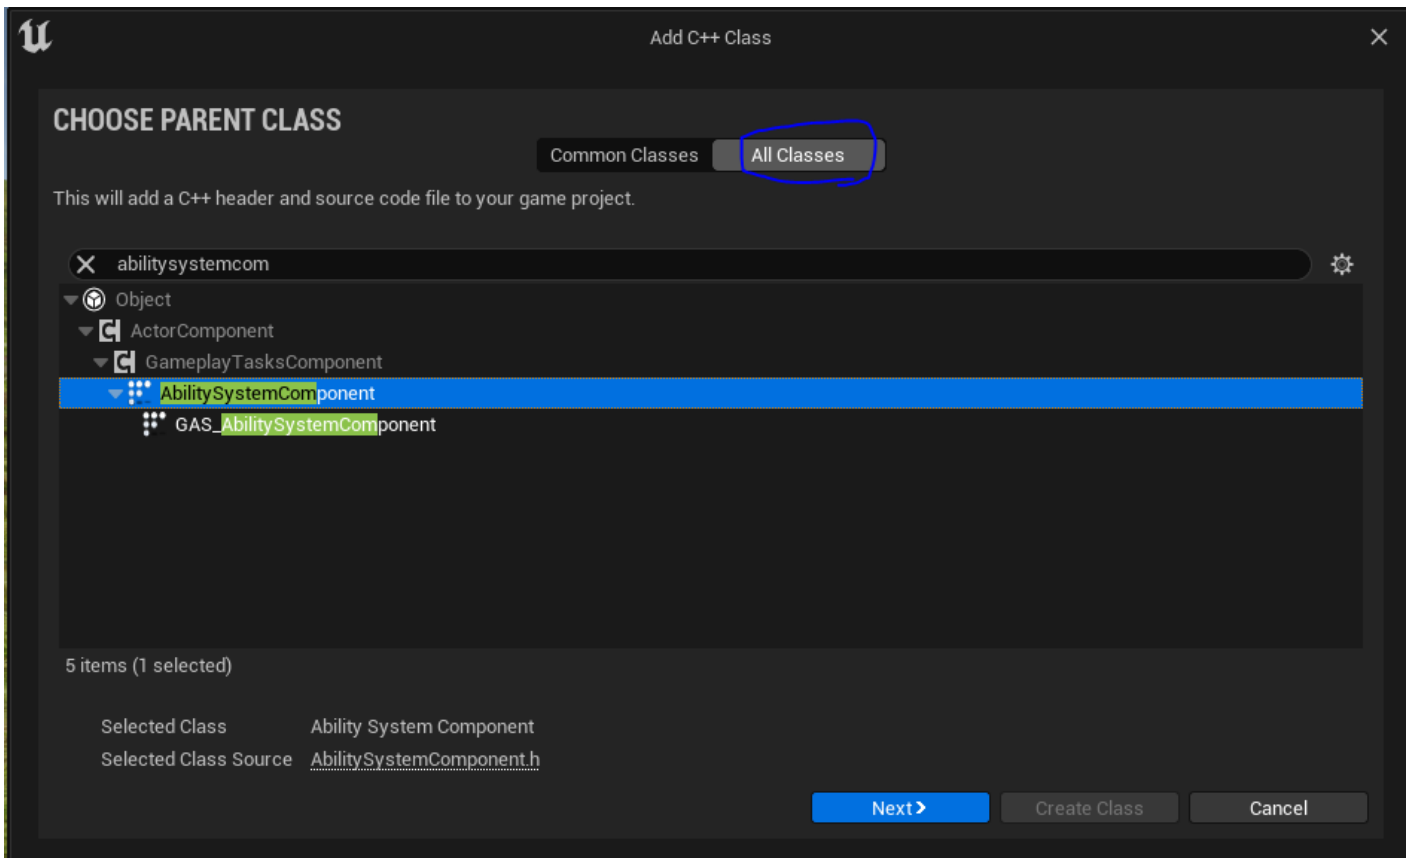 Add C++ Class
CHOOSE PARENT CLASS
Common Classes All Classes
This will add a C++ header and source code file to your game project.
abilitysystemcom
Object
ActorComponent
GameplayTasksComponent
AbilitySystemComponent
GAS_AbilitySystemComponent
5 items (1 selected)
Selected Class Ability System Component
Selected Class Source AbilitySystemComponent.h
Next Create Class Cancel